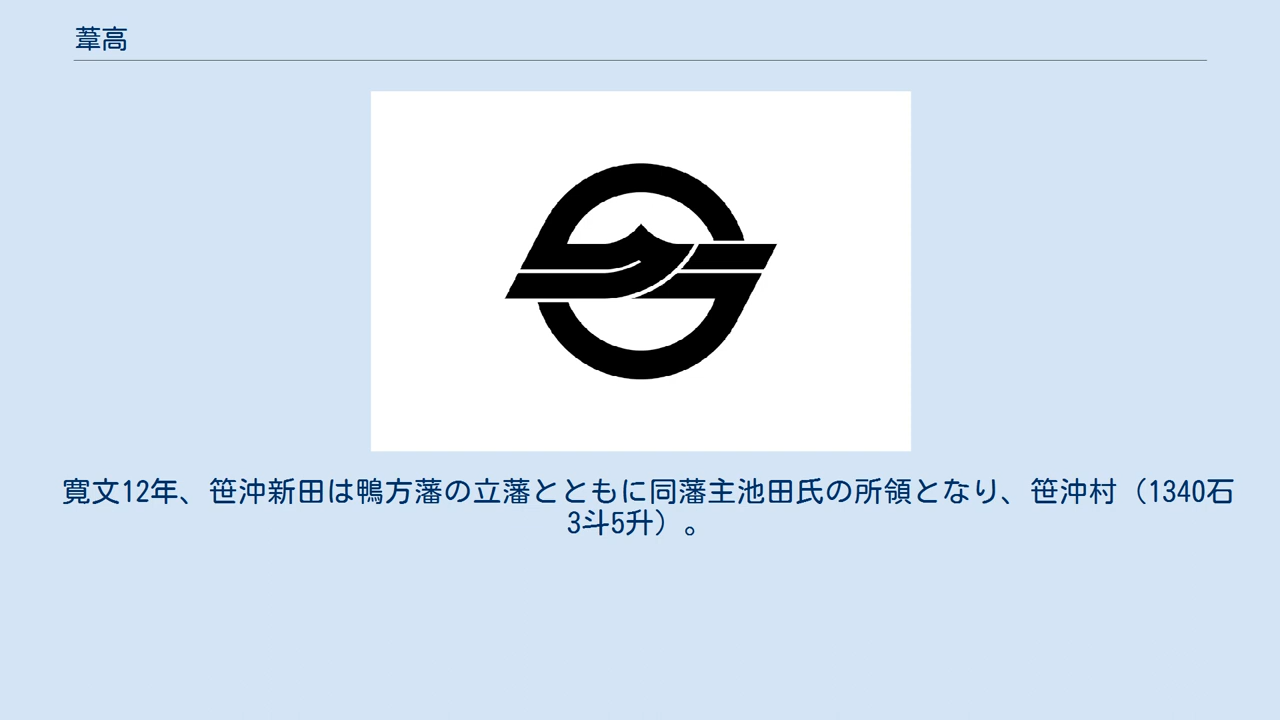 葦高
寛文12年、笹沖新田は鴨方藩の立藩とともに同藩主池田氏の所領となり、笹沖村（1340石
3斗5升）。